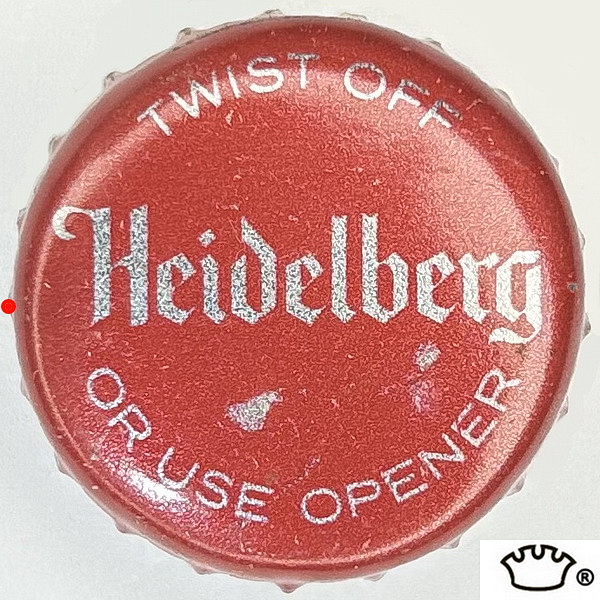 TWIST OFF
Heidelberg
OR USE OPENER
®